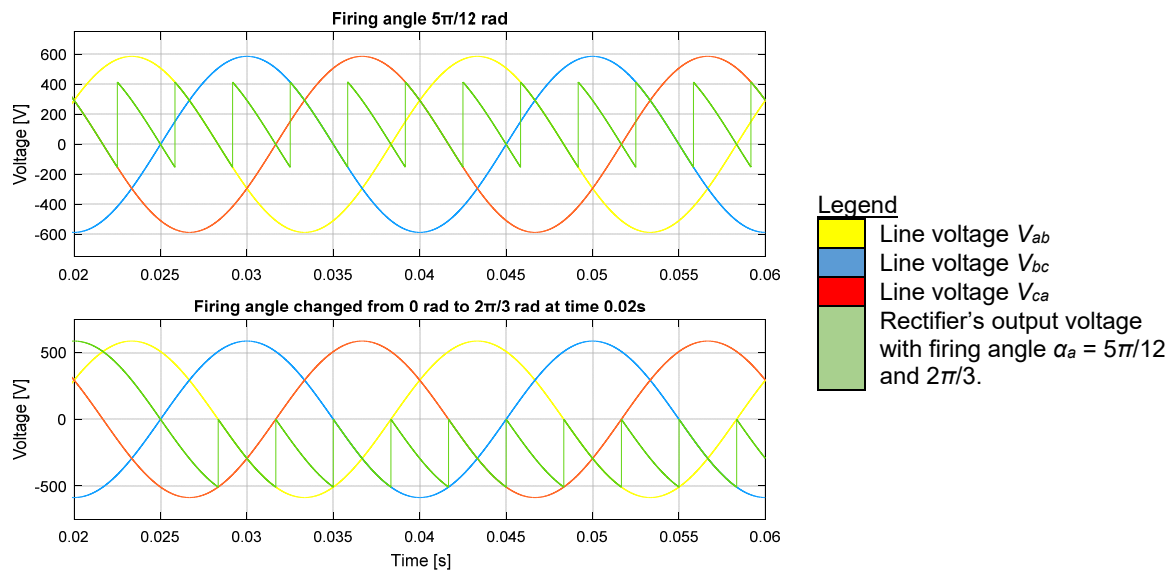 Firing angle 5π/12 rad
Voltage [V]
600
400
200
0
-200
-400
-600
0.02
0.025
0.03
0.035
0.04
0.045
0.05
0.055
0.06
Firing angle changed from 0 rad to 2π/3 rad at time 0.02s
Voltage [V]
500
0
-500
0.02
0.025
0.03
0.035
0.04
0.045
0.05
0.055
0.06
Time [s]
Legend
Line voltage Vab
Line voltage Vbc
Line voltage Vca
Rectifier’s output voltage
with firing angle αa = 5π/12
and 2π/3.